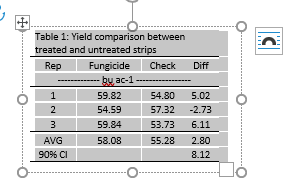 Table 1: Yield comparison between
treated and untreated strips
Rep Fungicide Check Diff
------------- bu ac-1 -----------------
1 59.82 54.80 5.02
2 54.59 57.32 -2.73
3 59.84 53.73 6.11
AVG 58.08 55.28 2.80
90% CI 8.12